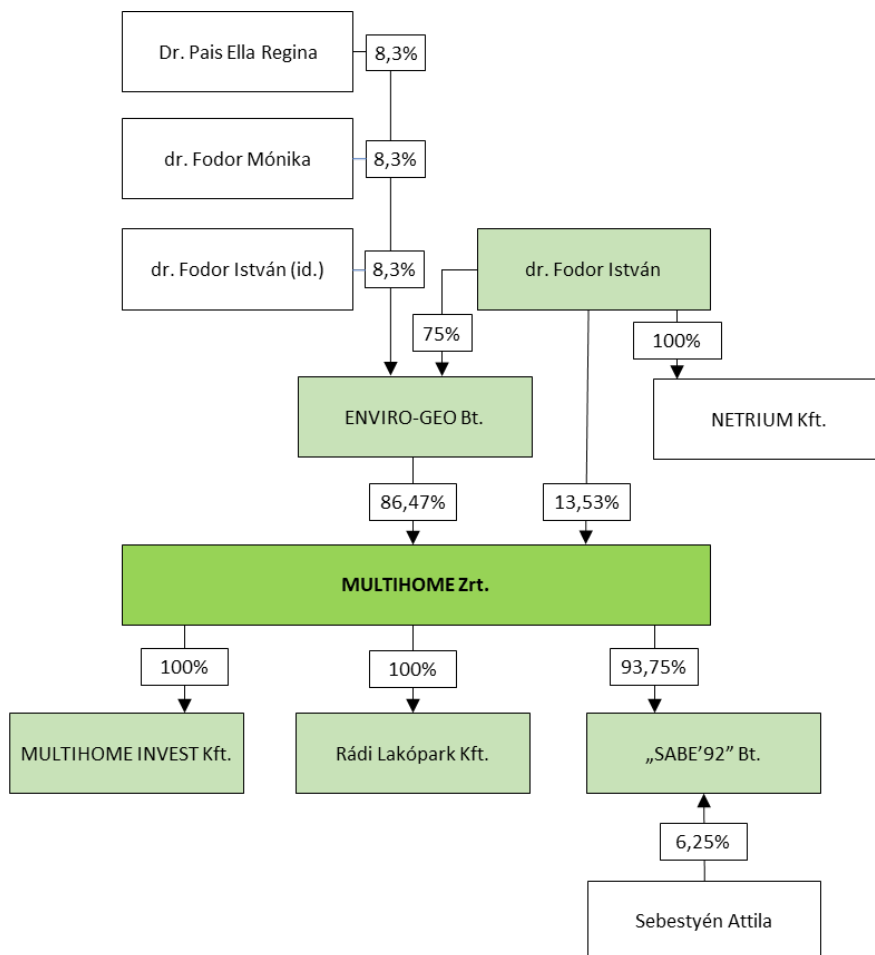 Dr. Pais Ella Regina
8,3%
dr. Fodor Mónika
8,3%
dr. Fodor István (id.)
8,3%
dr. Fodor István
75%
100%
ENVIRO-GEO Bt.
NETRIUM Kft.
86,47%
13,53%
MULTIHOME Zrt.
100%
100%
93,75%
MULTIHOME INVEST Kft.
Rádi Lakópark Kft.
„SABE’92” Bt.
6,25%
Sebestyén Attila